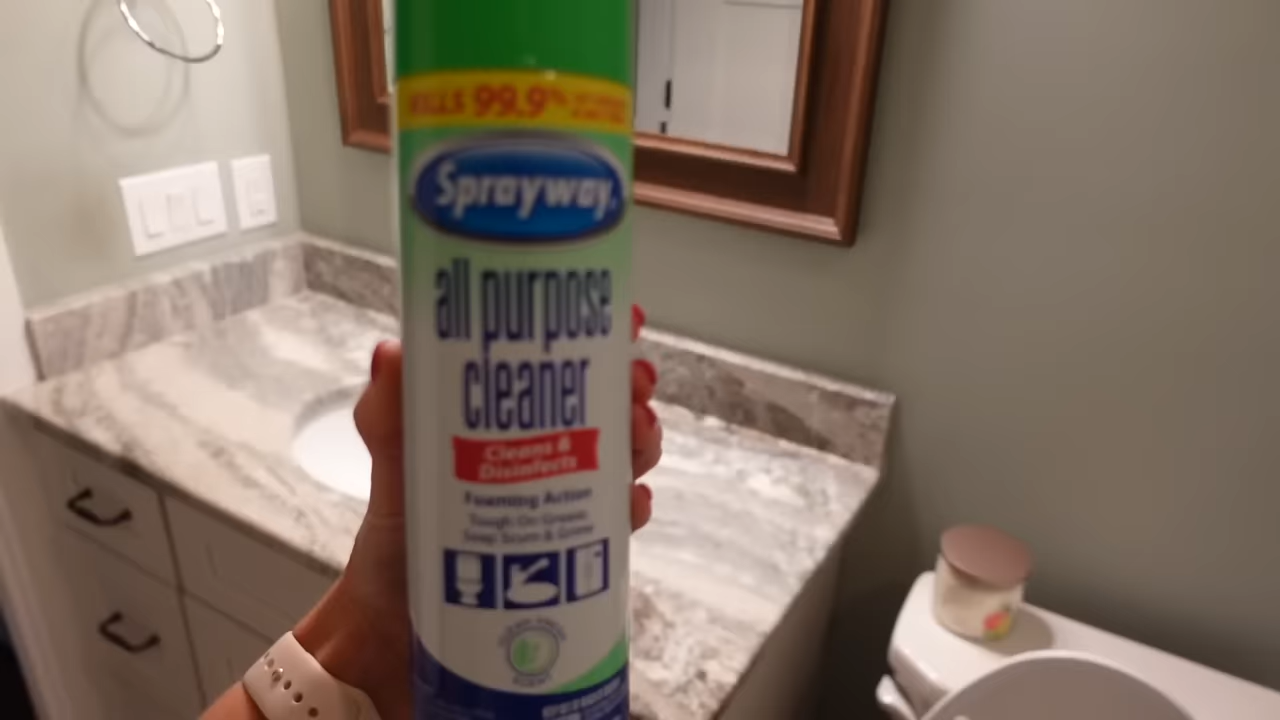 KILLS 99.9%
Sprayway
all purpose
cleaner
Cleans &
Disinfects
Foaming Action
Tough On Grease,
Soap Scum & Grime